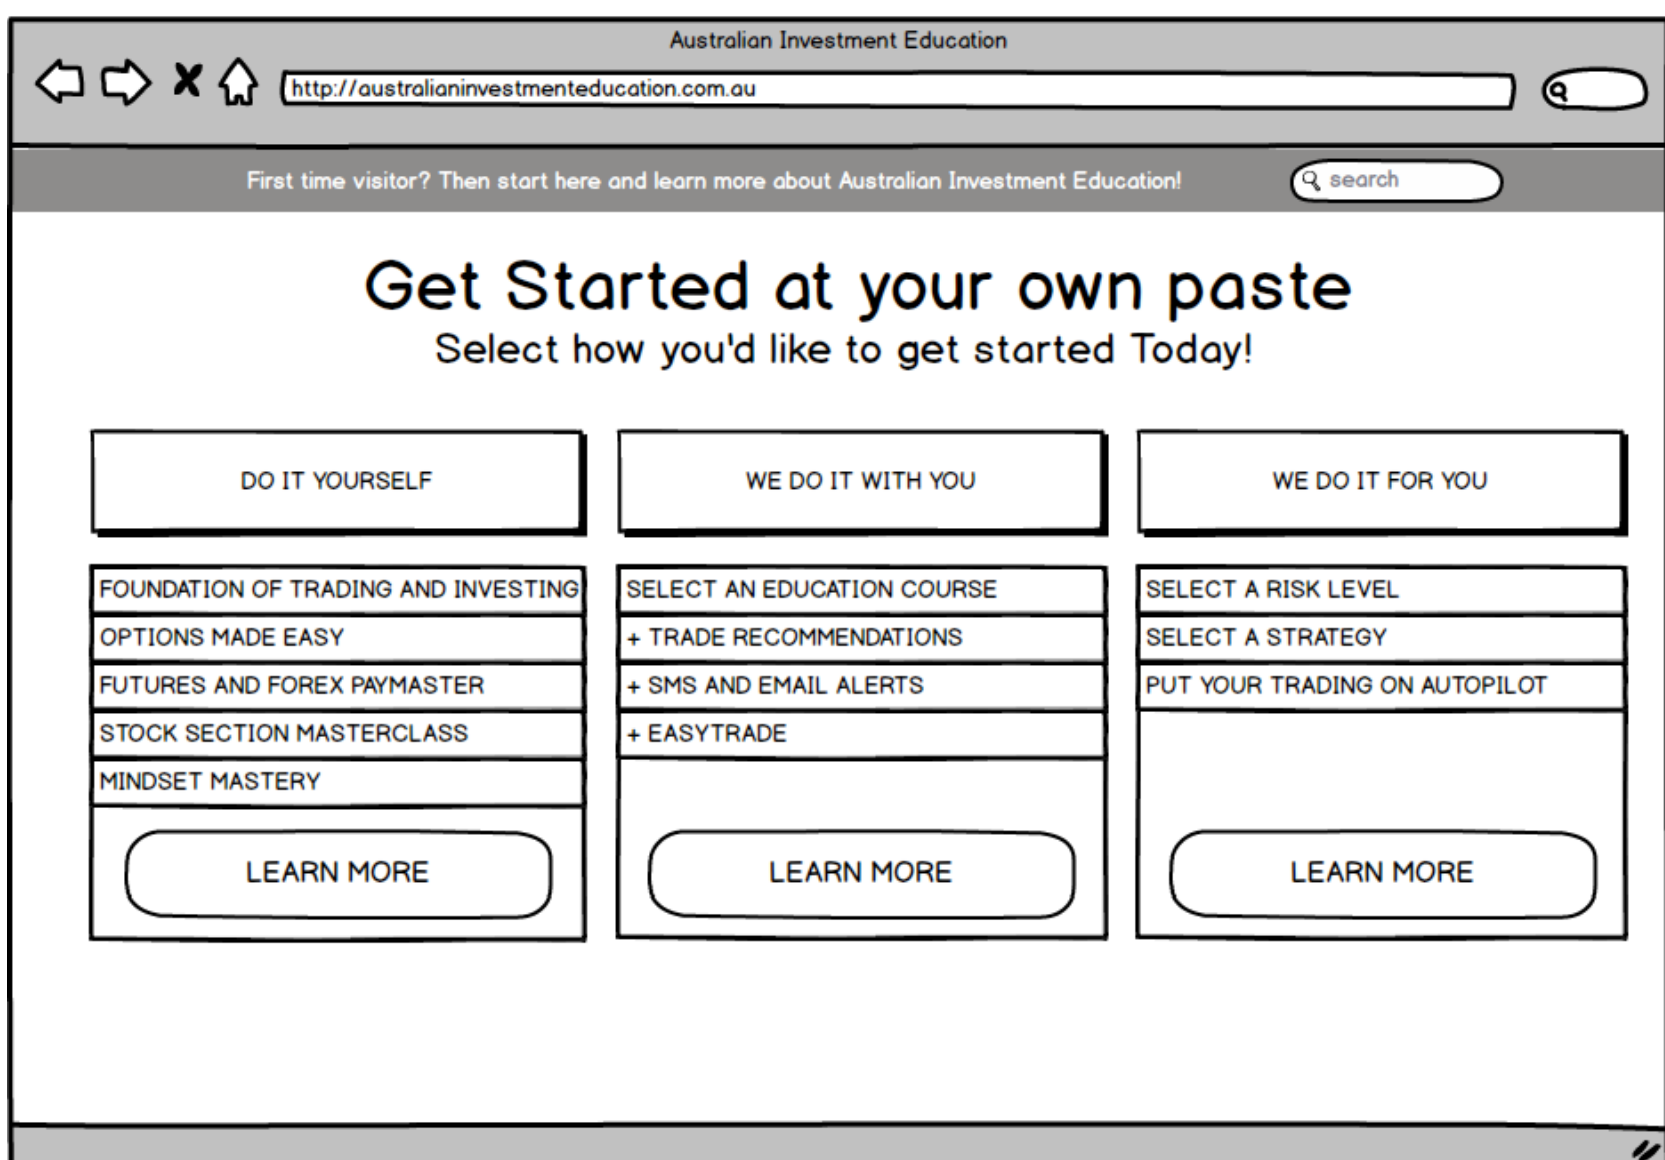 Australian Investment Education
http://australianinvestmenteducation.com.au
First time visitor? Then start here and learn more about Australian Investment Education!
search
Get Started at your own paste
Select how you'd like to get started Today!
DO IT YOURSELF
FOUNDATION OF TRADING AND INVESTING
OPTIONS MADE EASY
FUTURES AND FOREX PAYMASTER
STOCK SECTION MASTERCLASS
MINDSET MASTERY
LEARN MORE
WE DO IT WITH YOU
SELECT AN EDUCATION COURSE
+ TRADE RECOMMENDATIONS
+ SMS AND EMAIL ALERTS
+ EASYTRADE
LEARN MORE
WE DO IT FOR YOU
SELECT A RISK LEVEL
SELECT A STRATEGY
PUT YOUR TRADING ON AUTOPILOT
LEARN MORE